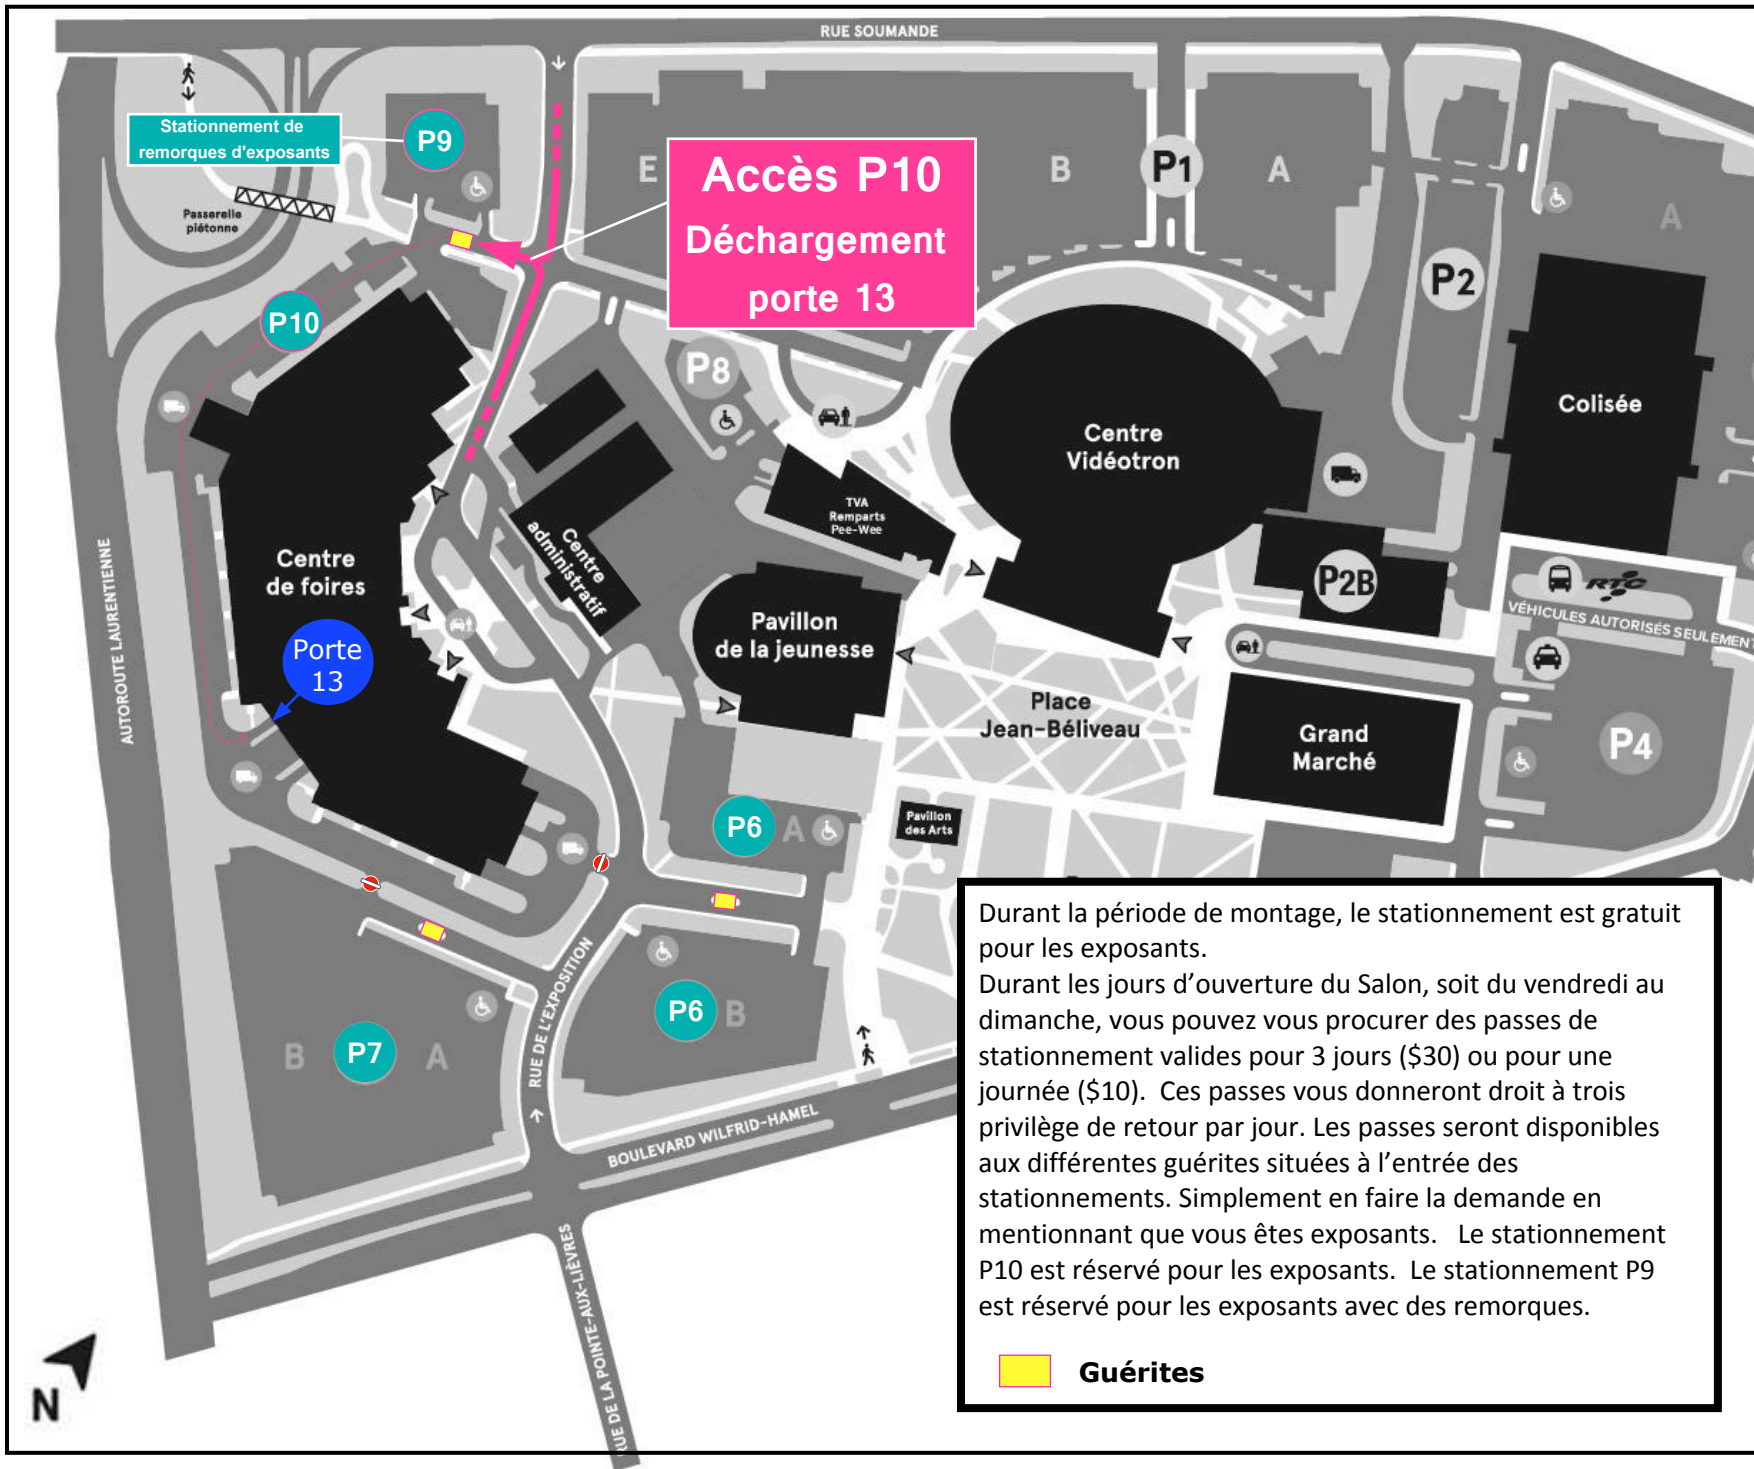 RUE SOUMANDE
Stationnement de
remorques d'exposants
P9
E
Accès P10
Déchargement
porte 13
B
P1
A
A
Passerelle
piétonne
P2
P10
P8
Colisée
Centre
Vidéotron
TVA
Remparts
Pee-Wee
Centre
administratif
Centre
de foires
AUTOROUTE LAURENTIENNE
P2B
RTC
VÉHICULES AUTORISÉS SEULEMENT
Pavillon
de la jeunesse
Porte
13
Place
Jean-Béliveau
Grand
Marché
P4
P6
A
Pavillon
des Arts
P6
B
B
P7
A
RUE DE L'EXPOSITION
BOULEVARD WILFRID-HAMEL
RUE DE LA POINTE-AUX-LIÈVRES
N
Durant la période de montage, le stationnement est gratuit
pour les exposants.
Durant les jours d’ouverture du Salon, soit du vendredi au
dimanche, vous pouvez vous procurer des passes de
stationnement valides pour 3 jours ($30) ou pour une
journée ($10).  Ces passes vous donneront droit à trois
privilège de retour par jour. Les passes seront disponibles
aux différentes guérites situées à l’entrée des
stationnements. Simplement en faire la demande en
mentionnant que vous êtes exposants.   Le stationnement
P10 est réservé pour les exposants.  Le stationnement P9
est réservé pour les exposants avec des remorques.
Guérites